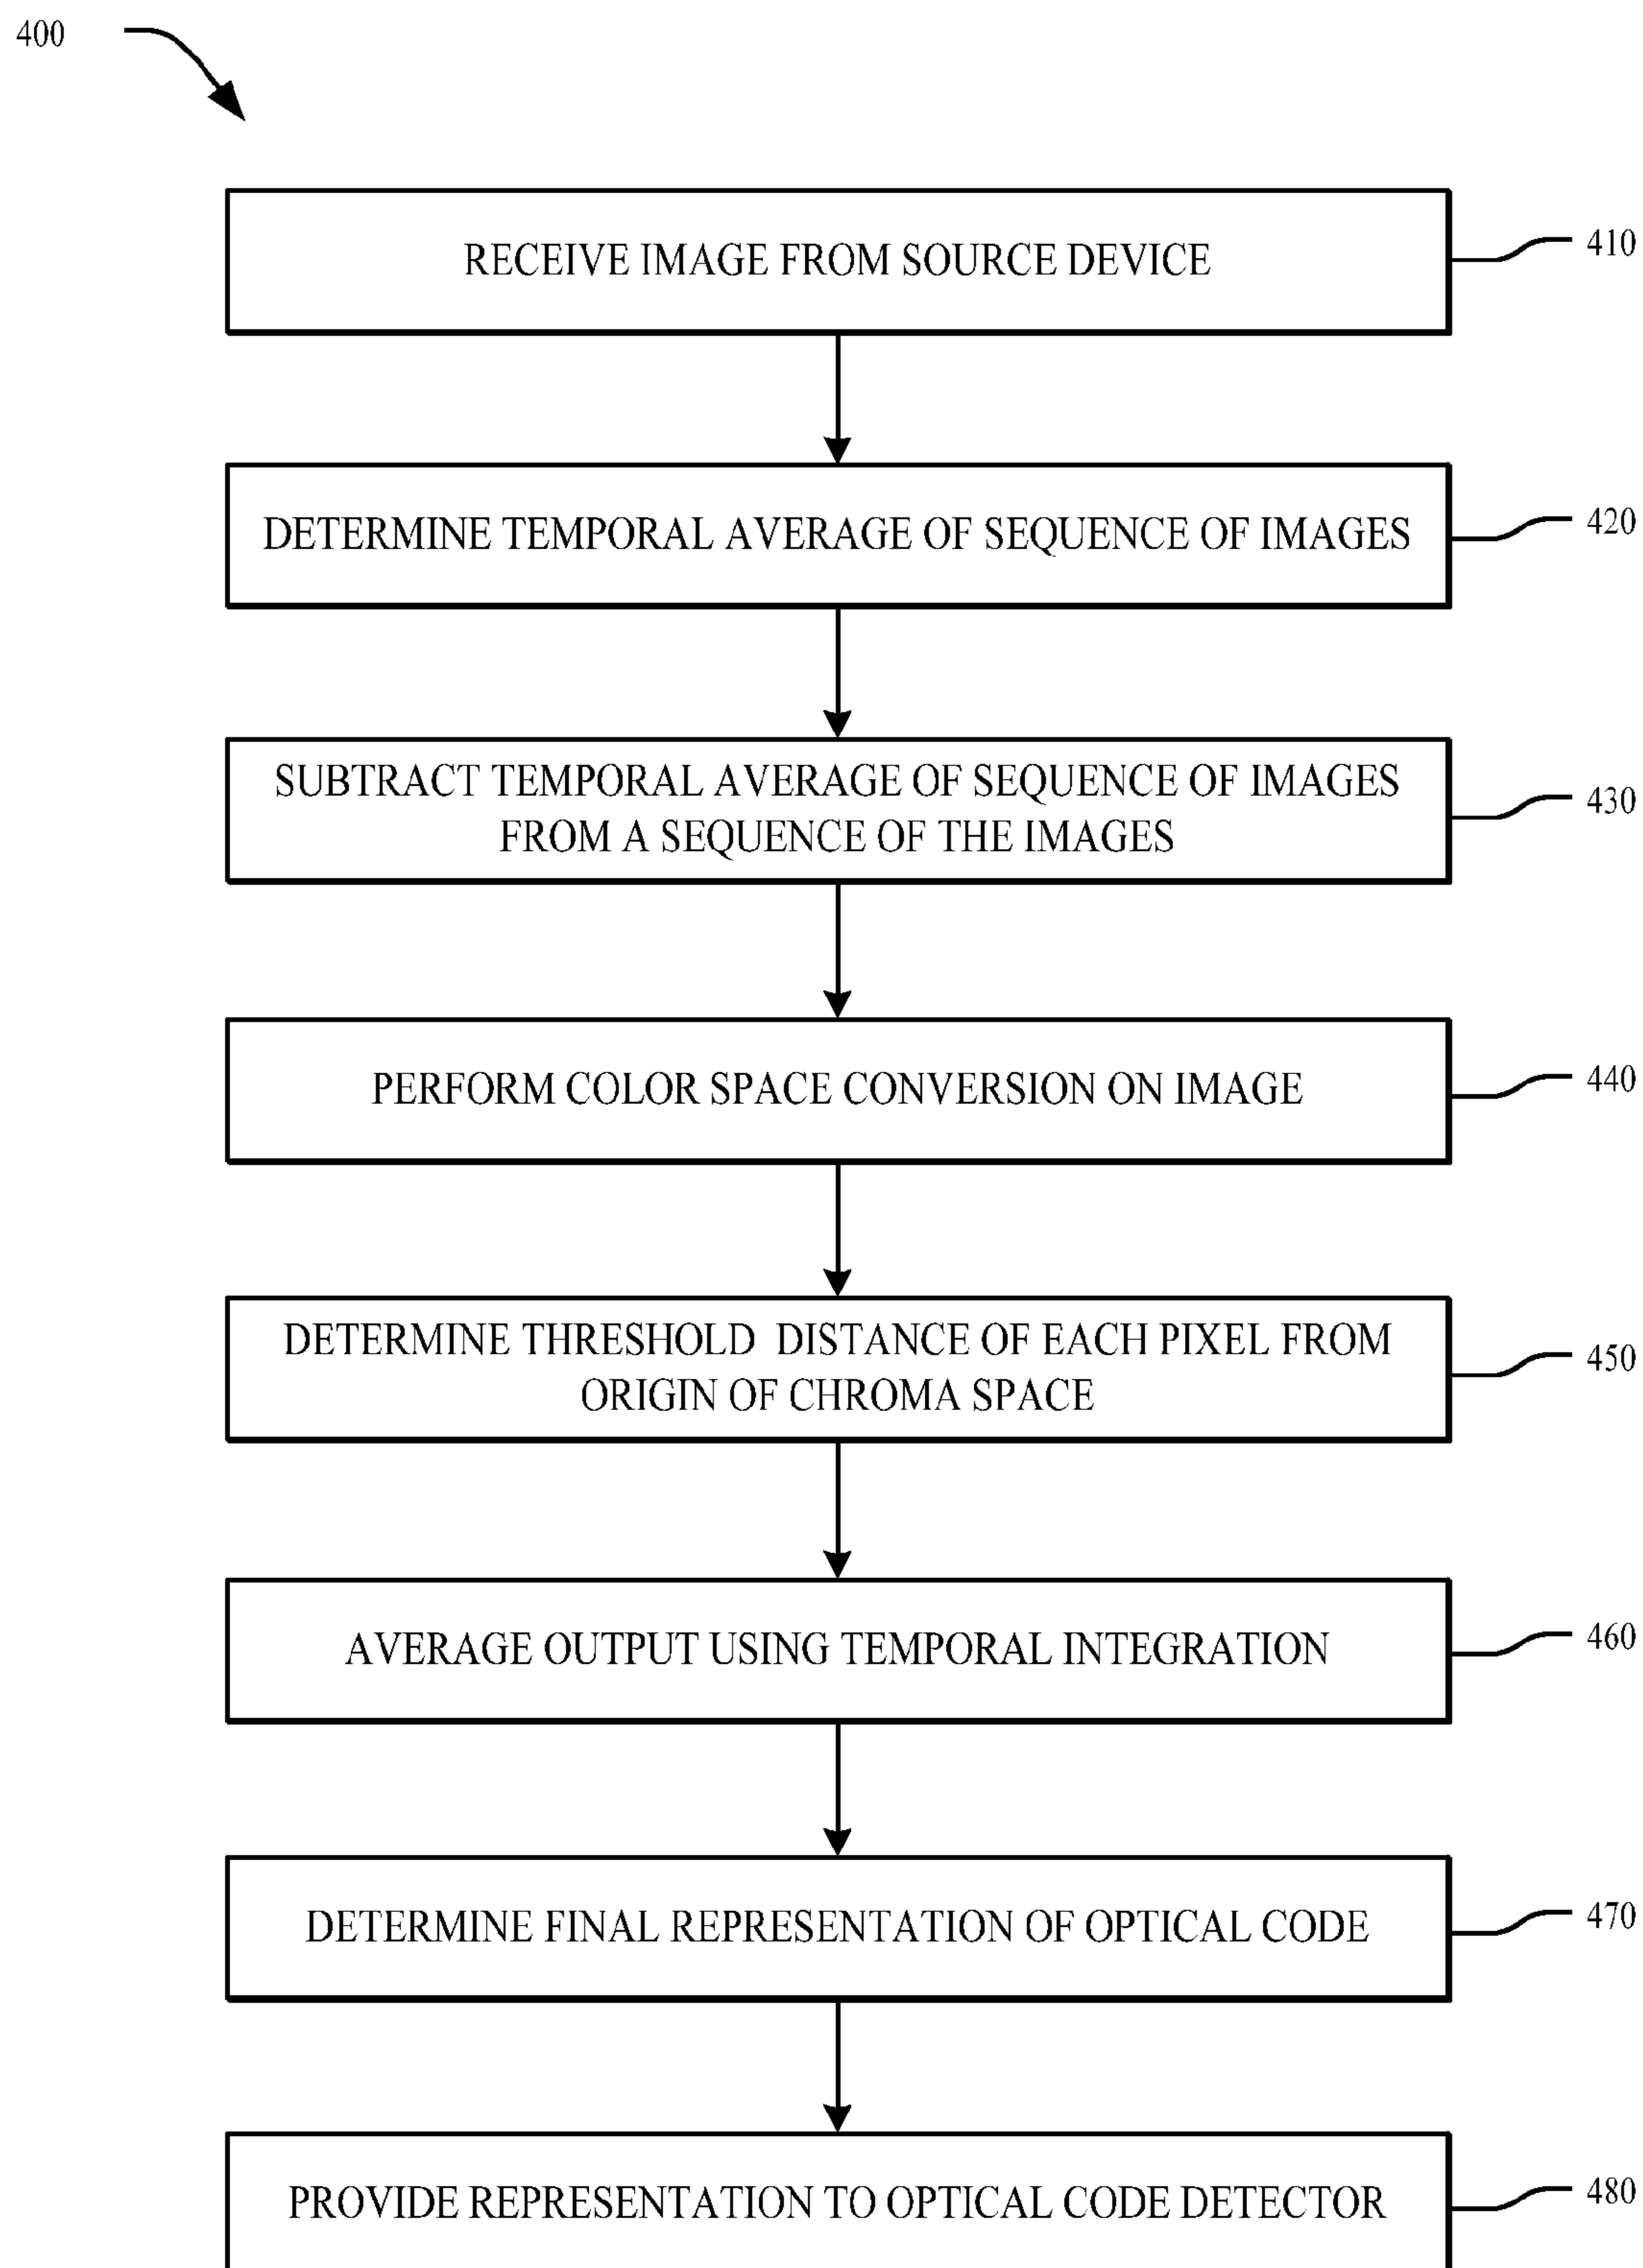 400
RECEIVE IMAGE FROM SOURCE DEVICE
410
DETERMINE TEMPORAL AVERAGE OF SEQUENCE OF IMAGES
420
SUBTRACT TEMPORAL AVERAGE OF SEQUENCE OF IMAGES
FROM A SEQUENCE OF THE IMAGES
430
PERFORM COLOR SPACE CONVERSION ON IMAGE
440
DETERMINE THRESHOLD DISTANCE OF EACH PIXEL FROM
ORIGIN OF CHROMA SPACE
450
AVERAGE OUTPUT USING TEMPORAL INTEGRATION
460
DETERMINE FINAL REPRESENTATION OF OPTICAL CODE
470
PROVIDE REPRESENTATION TO OPTICAL CODE DETECTOR
480